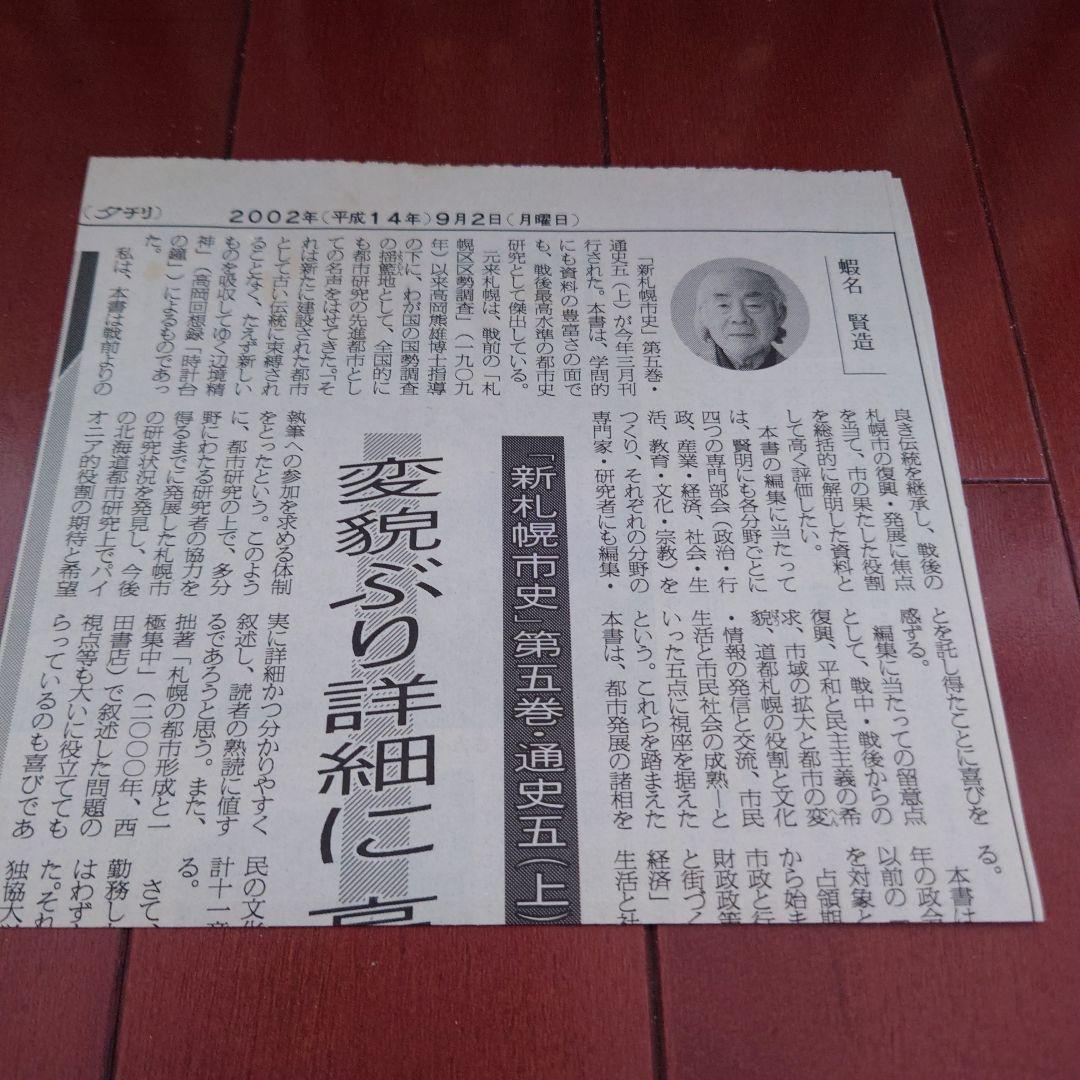 (夕刊)
2002年(平成14年)9月2日(月曜日)
蝦名 賢造
「新札幌市史」第五巻・
通史五(上)が今年三月刊
行された。本書は、学問的
にも資料の豊富さの面で
も、戦後最高水準の都市史
研究として傑出している。
元来札幌は、戦前の「札
幌区区勢調査」(一九〇九
年)以来高岡熊雄博士指導
の下に、わが国の国勢調査
の揺籃地として、全国的に
も都市研究の先進都市とし
ての名声をはせてきた。「そ
れは新たに建設された都市
として古い伝統に束縛され
ることなく、たえず新しい
ものを吸収してゆく辺境精
神」(高岡回想録「時計台
の鐘」)によるものであっ
た。
私は、本書は戦前よりの
良き伝統を継承し、戦後の
札幌市の復興・発展に焦点
を当て、市の果たした役割
を総括的に解明した資料と
して高く評価したい。
本書の編集に当たって
は、賢明にも各分野ごとに
四つの専門部会(政治・行
政、産業・経済、社会・生
活、教育・文化・宗教)を
つくり、それぞれの分野の
専門家・研究者にも編集・
「新札幌市史」第五巻・通史五(上)
変貌ぶり詳細に
執筆への参加を求める体制
をとったという。このよう
に、都市研究の上で、多分
野にわたる研究者の協力を
得るまでに発展した札幌市
の研究状況を発見し、今後
の北海道都市研究上でパイ
オニア的役割の期待と希望
とを託し得たことに喜びを
感ずる。
編集に当たっての留意点
として、戦中・戦後からの
復興、平和と民主主義の希
求、市域の拡大と都市の変
貌、道都札幌の役割と文化
・情報の発信と交流、市民
生活と市民社会の成熟―と
いった五点に視座を据えた
という。これらを踏まえた
本書は、都市発展の諸相を
実に詳細かつ分かりやすく
叙述し、読者の熟読に値す
るであろうと思う。また、
拙著「札幌の都市形成と一
極集中」(二〇〇〇年、西
田書店)で叙述した問題の
視点等も大いに役立てても
らっているのも喜びであ
る。
本書は
年の政
以前の
を対象と
占領期
から始ま
市政と行
財政政策
と街づく
経済」
生活と社
民の文
計十一
る。
さて、
勤務し
はわず
た。それ
独協大